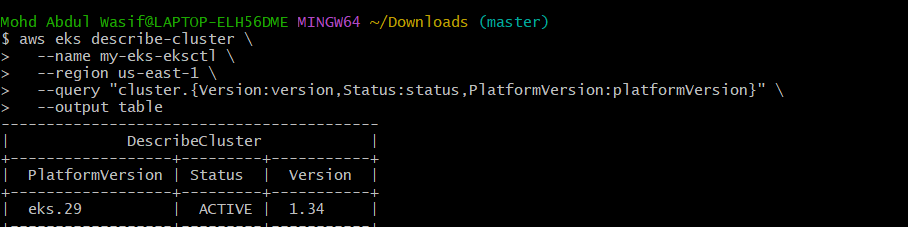 Mohd Abdul Wasif@LAPTOP-ELH56DME MINGW64 ~/Downloads (master)
$ aws eks describe-cluster \
>   --name my-eks-eksctl \
>   --region us-east-1 \
>   --query "cluster.{Version:version,Status:status,PlatformVersion:platformVersion}" \
>   --output table
------------------------------------------
|             DescribeCluster            |
+------------------+---------+-----------+
|  PlatformVersion | Status  |  Version  |
+------------------+---------+-----------+
|  eks.29          |  ACTIVE |  1.34     |
+------------------+---------+-----------+